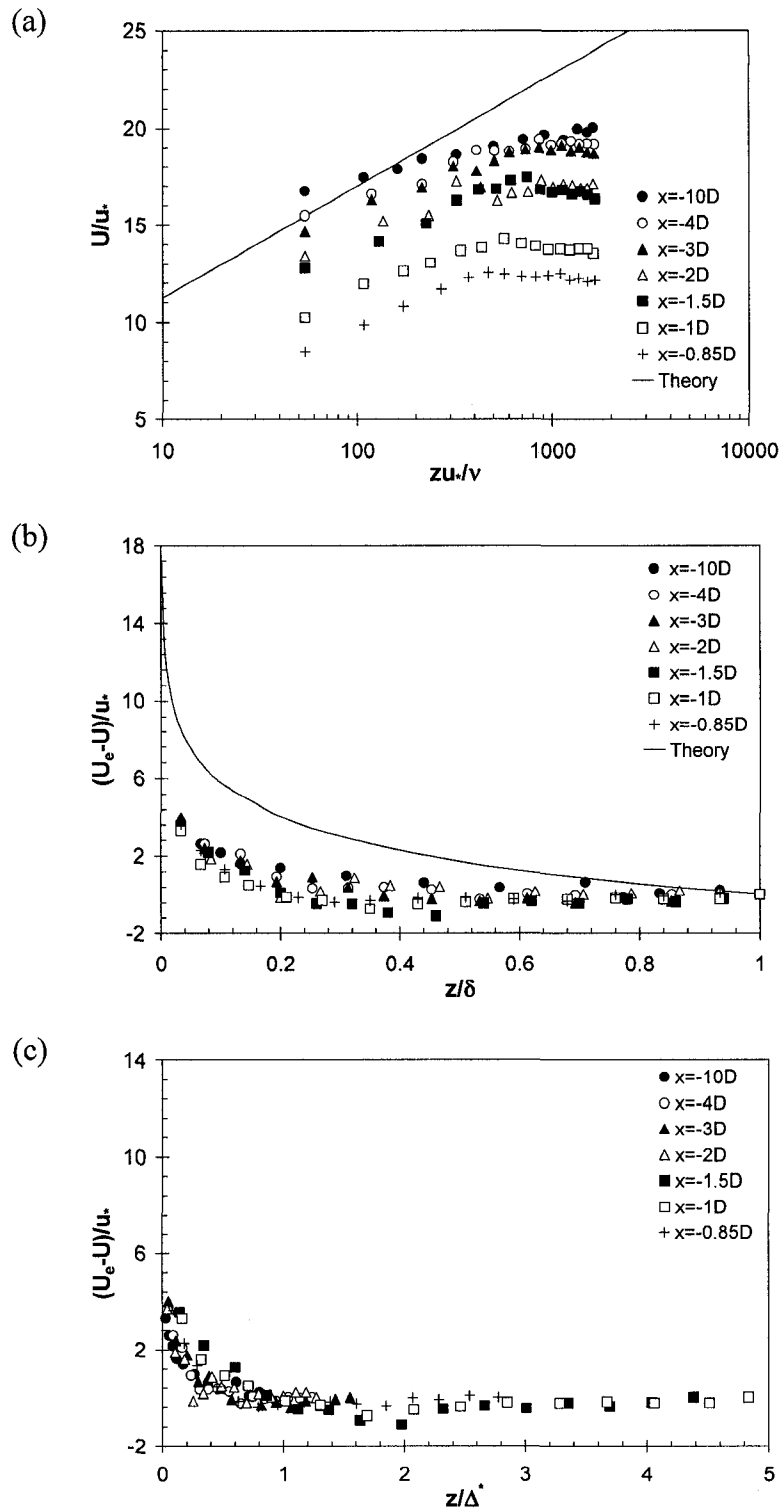 (a)
25
20
15
10
5
U/u*
10
100
1000
10000
zu*/ν
x=-10D
x=-4D
x=-3D
x=-2D
x=-1.5D
x=-1D
x=-0.85D
Theory
(b)
18
14
10
6
2
-2
(Ue-U)/u*
0
0.2
0.4
0.6
0.8
1
z/δ
x=-10D
x=-4D
x=-3D
x=-2D
x=-1.5D
x=-1D
x=-0.85D
Theory
(c)
14
10
6
2
-2
(Ue-U)/u*
0
1
2
3
4
5
z/Δ*
x=-10D
x=-4D
x=-3D
x=-2D
x=-1.5D
x=-1D
x=-0.85D